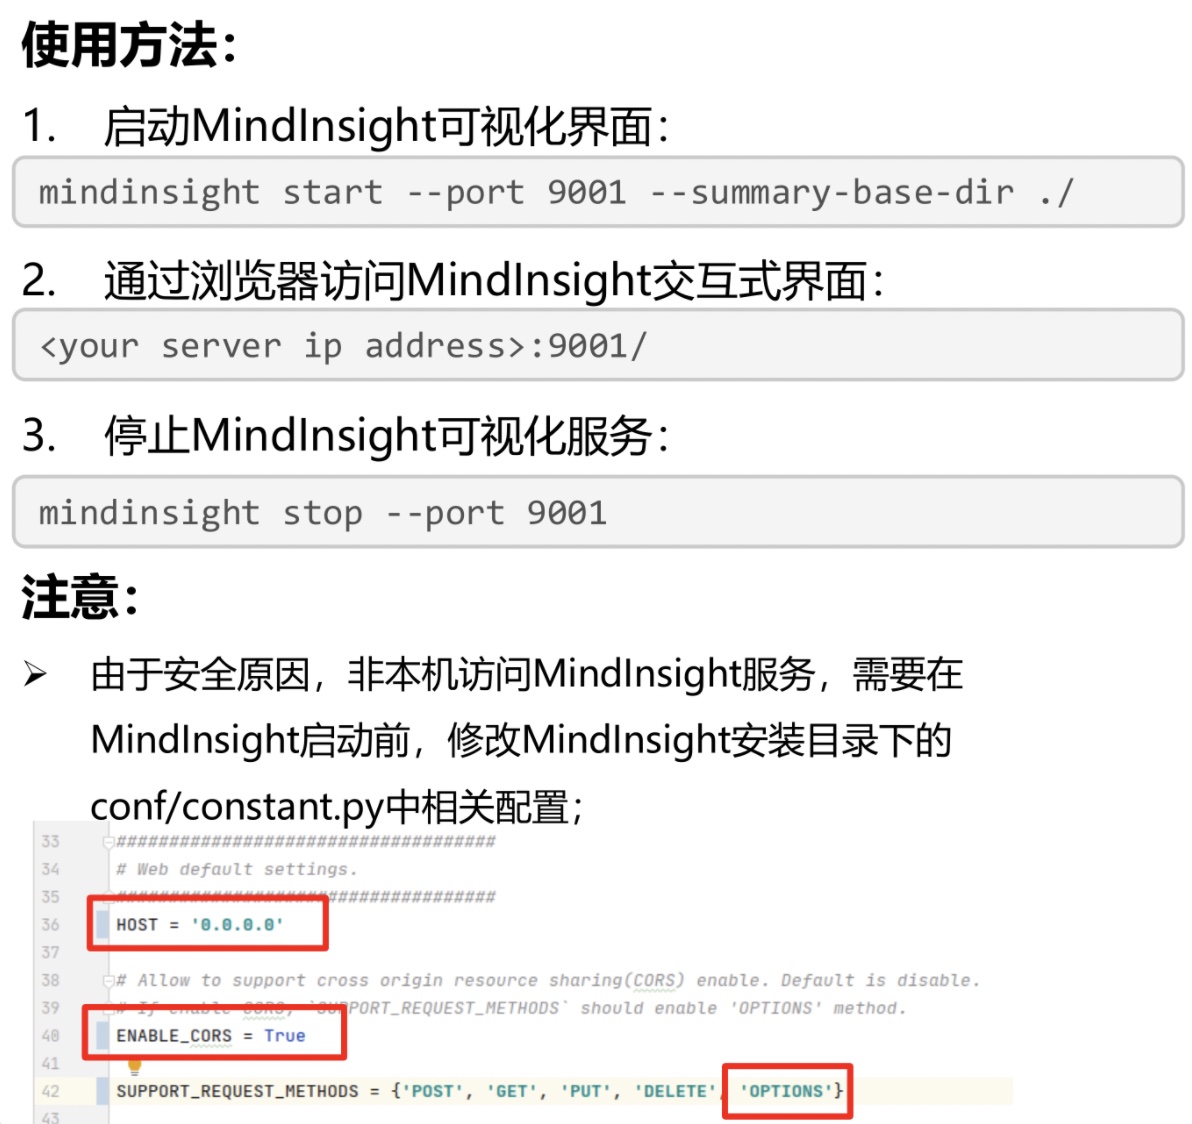 使用方法：
1. 启动MindInsight可视化界面：
mindinsight start --port 9001 --summary-base-dir ./
2. 通过浏览器访问MindInsight交互式界面：
<your server ip address>:9001/
3. 停止MindInsight可视化服务：
mindinsight stop --port 9001
注意：
➢ 由于安全原因，非本机访问MindInsight服务，需要在
MindInsight启动前，修改MindInsight安装目录下的
conf/constant.py中相关配置；
33 ####################################
34 # Web default settings.
35 ####################################
36 HOST = '0.0.0.0'
37
38 # Allow to support cross origin resource sharing(CORS) enable. Default is disable.
39 # If enable CORS, `SUPPORT_REQUEST_METHODS` should enable 'OPTIONS' method.
40 ENABLE_CORS = True
41
42 SUPPORT_REQUEST_METHODS = {'POST', 'GET', 'PUT', 'DELETE', 'OPTIONS'}
43